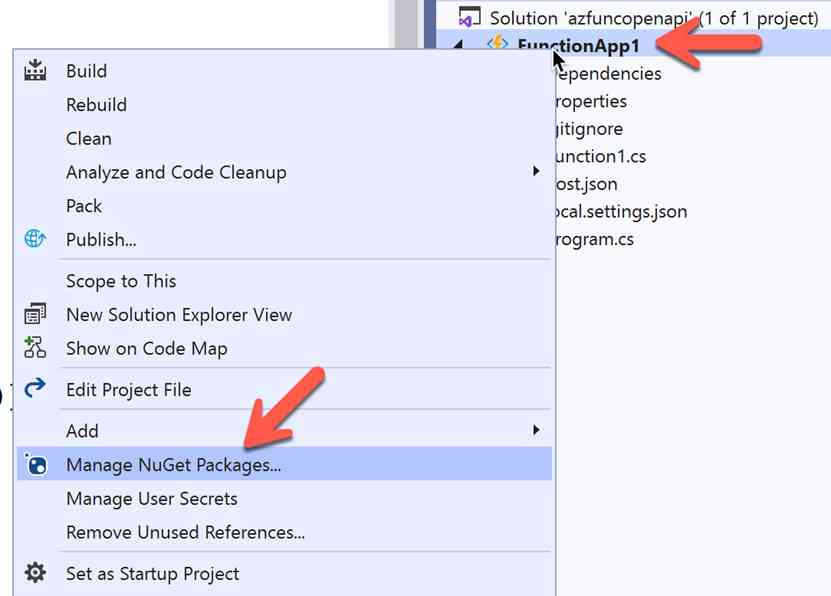 Solution 'azfuncopenapi' (1 of 1 project)
FunctionApp1
ependencies
roperties
gitignore
unction1.cs
ost.json
ocal.settings.json
rogram.cs
Build
Rebuild
Clean
Analyze and Code Cleanup
Pack
Publish...
Scope to This
New Solution Explorer View
Show on Code Map
Edit Project File
Add
Manage NuGet Packages...
Manage User Secrets
Remove Unused References...
Set as Startup Project